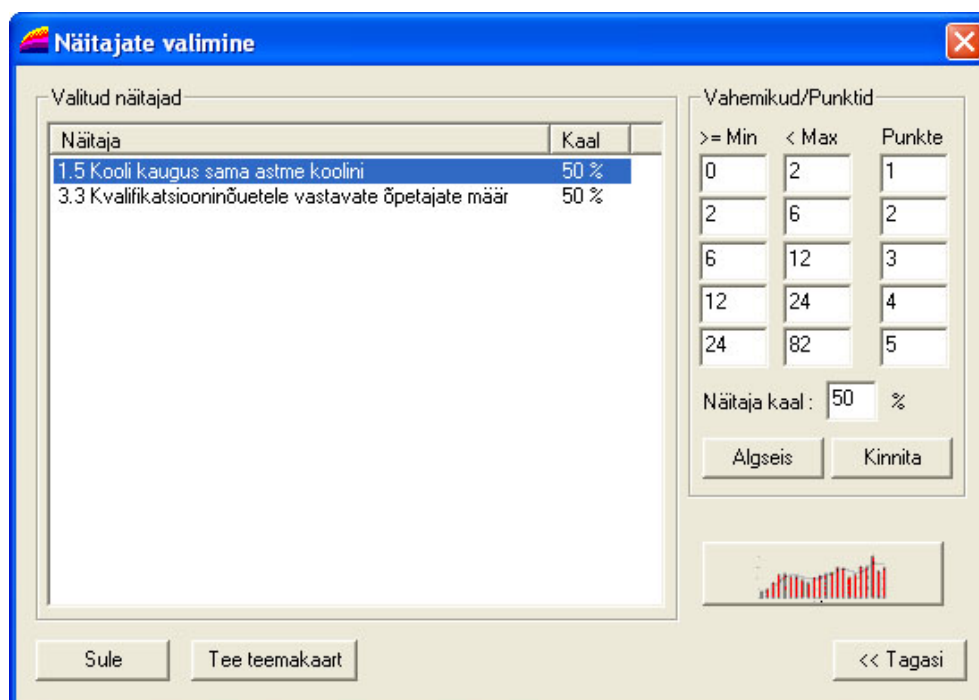 Näitajate valimine
Valitud näitajad
Näitaja Kaal
1.5 Kooli kaugus sama astme koolini 50 %
3.3 Kvalifikatsiooninõuetele vastavate õpetajate määr 50 %
Vahemikud/Punktid
>= Min < Max Punkte
0 2 1
2 6 2
6 12 3
12 24 4
24 82 5
Näitaja kaal : 50 %
Algseis Kinnita
Sule Tee teemakaart << Tagasi